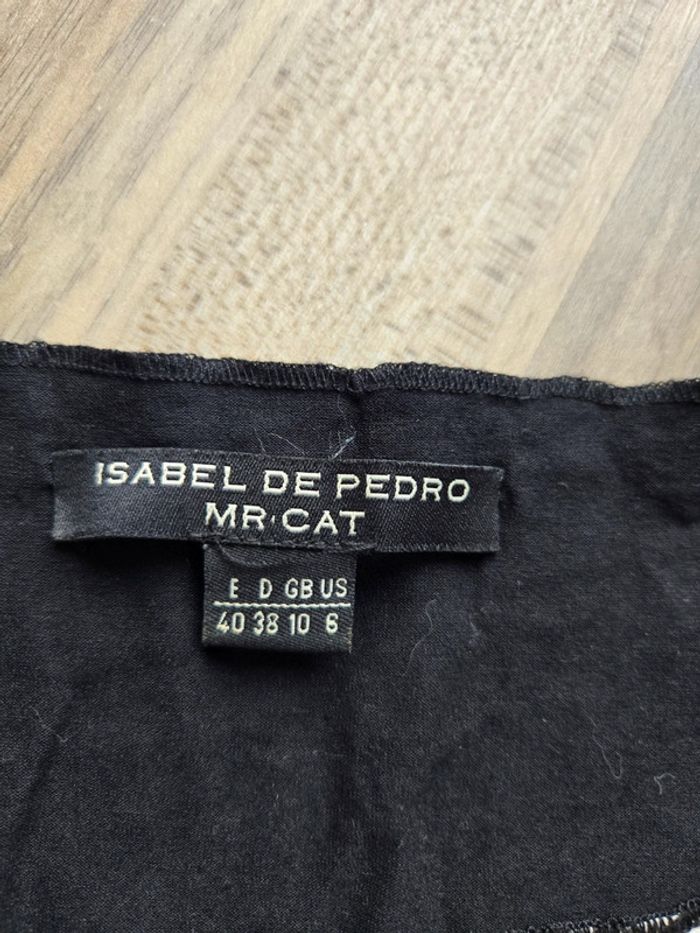 ISABEL DE PEDRO
MR·CAT
E D GB US
40 38 10 6